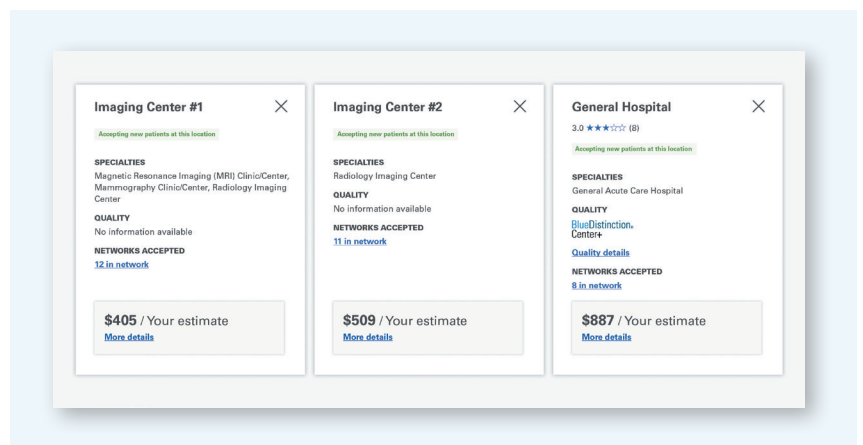 Imaging Center #1
Accepting new patients at this location
SPECIALTIES
Magnetic Resonance Imaging (MRI) Clinic/Center,
Mammography Clinic/Center, Radiology Imaging
Center
QUALITY
No information available
NETWORKS ACCEPTED
12 in network
$405 / Your estimate
More details
Imaging Center #2
Accepting new patients at this location
SPECIALTIES
Radiology Imaging Center
QUALITY
No information available
NETWORKS ACCEPTED
11 in network
$509 / Your estimate
More details
General Hospital
3.0 ★★★☆☆ (8)
Accepting new patients at this location
SPECIALTIES
General Acute Care Hospital
QUALITY
BlueDistinction®
Center+
Quality details
NETWORKS ACCEPTED
8 in network
$887 / Your estimate
More details